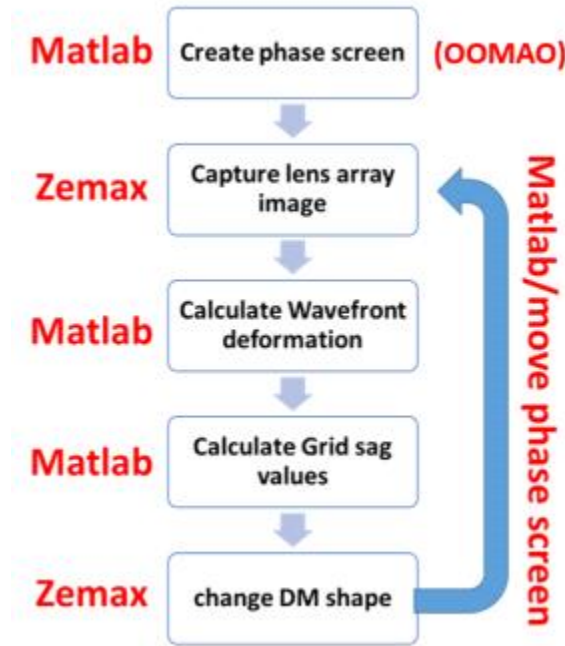 Matlab
Create phase screen
(OOMAO)
Zemax
Capture lens array
image
Matlab
Calculate Wavefront
deformation
Matlab
Calculate Grid sag
values
Zemax
change DM shape
Matlab/move phase screen